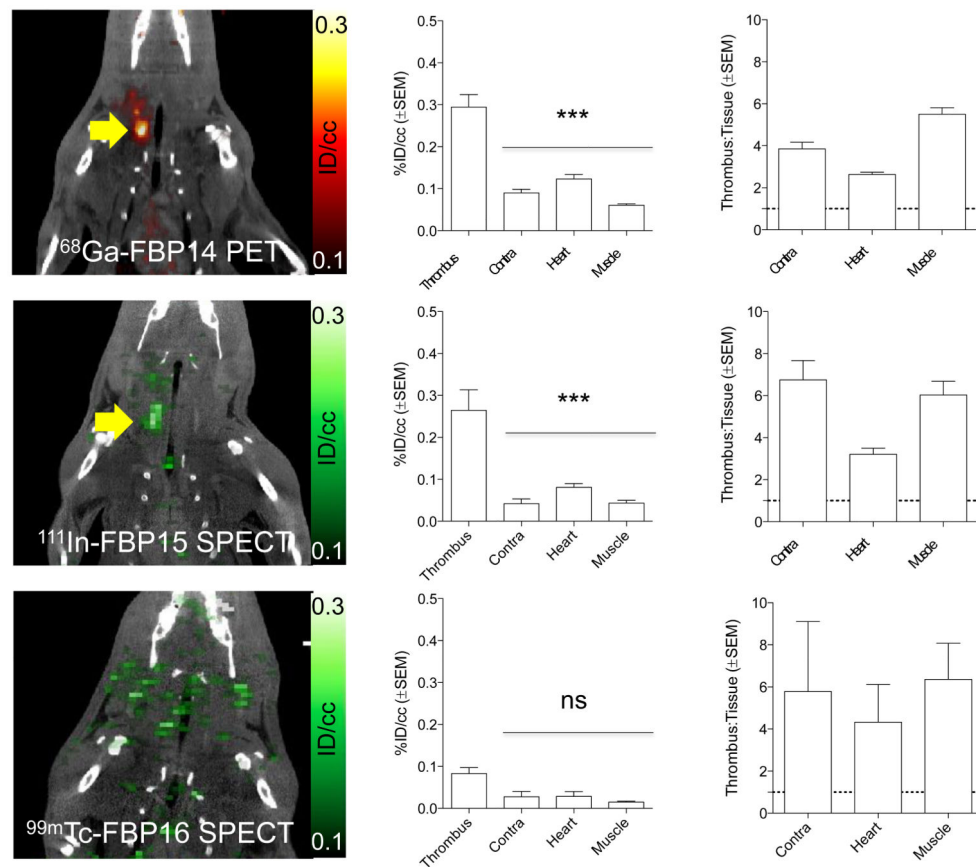 0.3
ID/cc
0.1
⁶⁸Ga-FBP14 PET
%ID/cc (±SEM)
0.5
0.4
0.3
0.2
0.1
0.0
***
Thrombus
Contra
Heart
Muscle
Thrombus:Tissue (±SEM)
10
8
6
4
2
0
Contra
Heart
Muscle
0.3
ID/cc
0.1
¹¹¹In-FBP15 SPECT
%ID/cc (±SEM)
0.5
0.4
0.3
0.2
0.1
0.0
***
Thrombus
Contra
Heart
Muscle
Thrombus:Tissue (±SEM)
10
8
6
4
2
0
Contra
Heart
Muscle
0.3
ID/cc
0.1
⁹⁹ᵐTc-FBP16 SPECT
%ID/cc (±SEM)
0.5
0.4
0.3
0.2
0.1
0.0
ns
Thrombus
Contra
Heart
Muscle
Thrombus:Tissue (±SEM)
10
8
6
4
2
0
Contra
Heart
Muscle